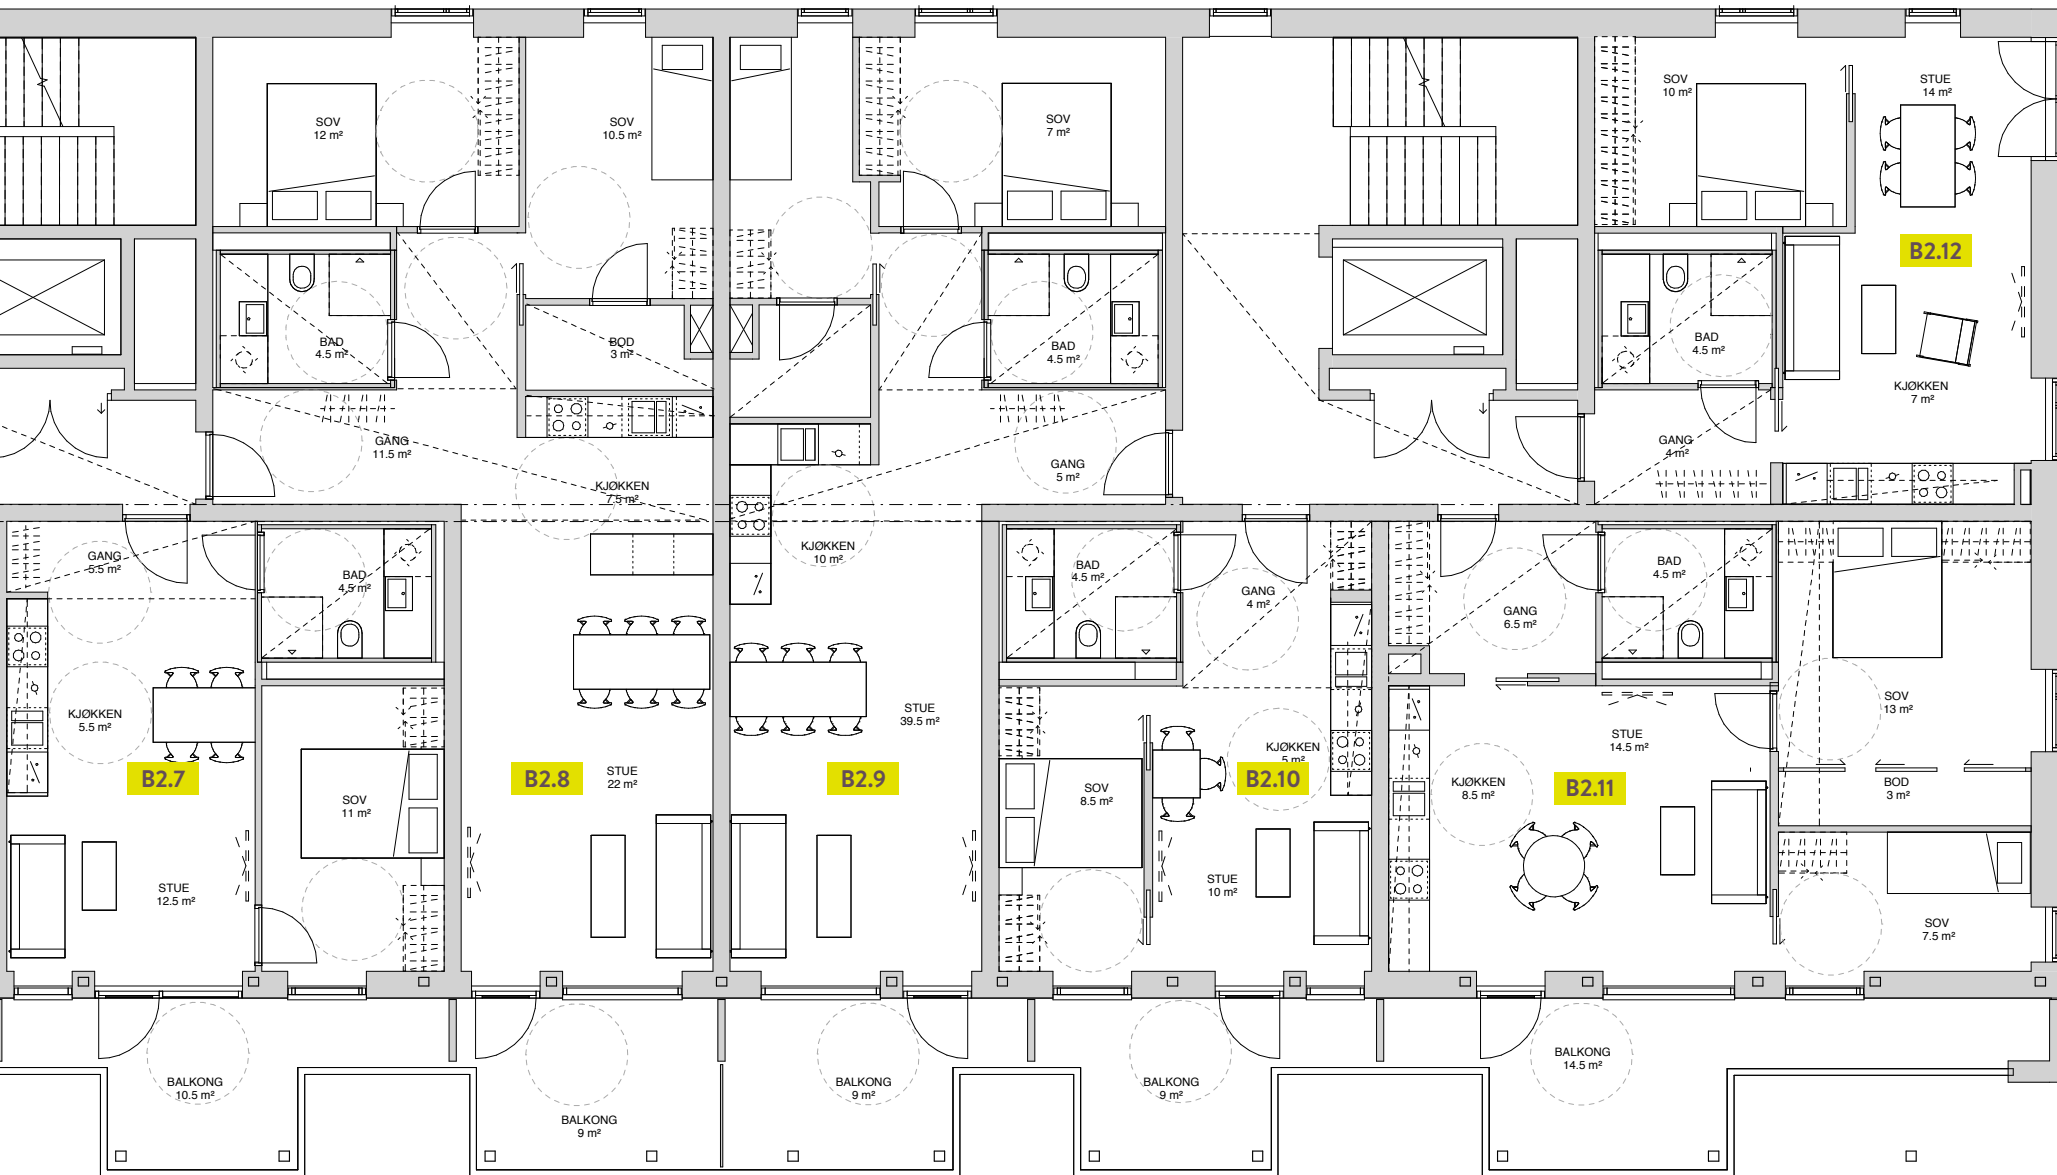 SOV
12 m²
SOV
10.5 m²
SOV
7 m²
SOV
10 m²
STUE
14 m²
B2.12
BAD
4.5 m²
BOD
3 m²
BAD
4.5 m²
BAD
4.5 m²
KJØKKEN
7 m²
GANG
11.5 m²
KJØKKEN
7.5 m²
GANG
5 m²
GANG
4 m²
GANG
5.5 m²
BAD
4.5 m²
KJØKKEN
10 m²
BAD
4.5 m²
GANG
4 m²
GANG
6.5 m²
BAD
4.5 m²
KJØKKEN
5.5 m²
B2.7
SOV
11 m²
STUE
12.5 m²
B2.8
STUE
22 m²
STUE
39.5 m²
B2.9
SOV
8.5 m²
KJØKKEN
5 m²
B2.10
STUE
10 m²
KJØKKEN
8.5 m²
STUE
14.5 m²
B2.11
SOV
13 m²
BOD
3 m²
SOV
7.5 m²
BALKONG
10.5 m²
BALKONG
9 m²
BALKONG
9 m²
BALKONG
9 m²
BALKONG
14.5 m²